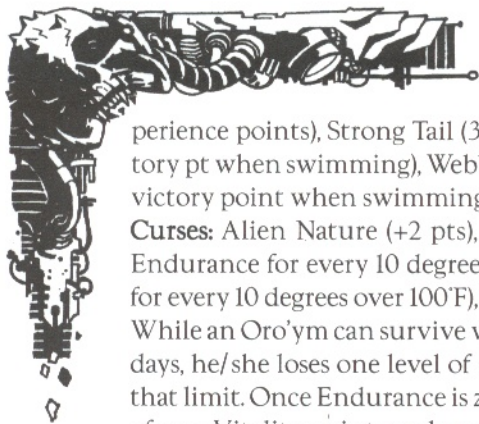 perience points), Strong Tail (3
tory pt when swimming), Web
victory point when swimming
Curses: Alien Nature (+2 pts),
Endurance for every 10 degree
for every 10 degrees over 100°F),
While an Oro'ym can survive
days, he/she loses one level of
that limit. Once Endurance is
Vitality